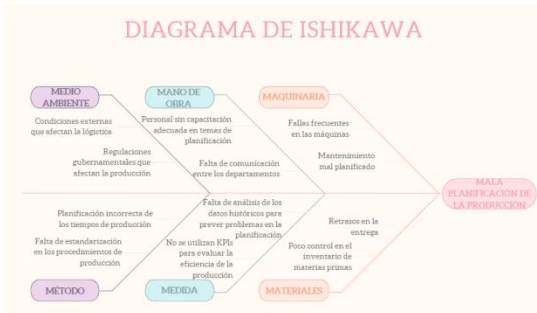 DIAGRAMA DE ISHIKAWA
MEDIO
AMBIENTE
MANO DE
OBRA
MAQUINARIA
Condiciones externas
que afectan la lógistica
Regulaciones
gubernamentales que
afectan la producción
Personal sin capacitación
adecuada en temas de
planificación
Falta de comunicación
entre los departamentos
Fallas frecuentes
en las máquinas
Mantenimiento
mal planificado
MALA
PLANIFICACIÓN DE
LA PRODUCCIÓN
Planificación incorrecta de
los tiempos de producción
Falta de estandarización
en los procedimientos de
producción
Falta de análisis de los
datos históricos para
prever problemas en la
planificación
No se utilizan KPIs
para evaluar la
eficiencia de la
producción
Retrasos en la
entrega
Poco control en el
inventario de
materias primas
MÉTODO
MEDIDA
MATERIALES